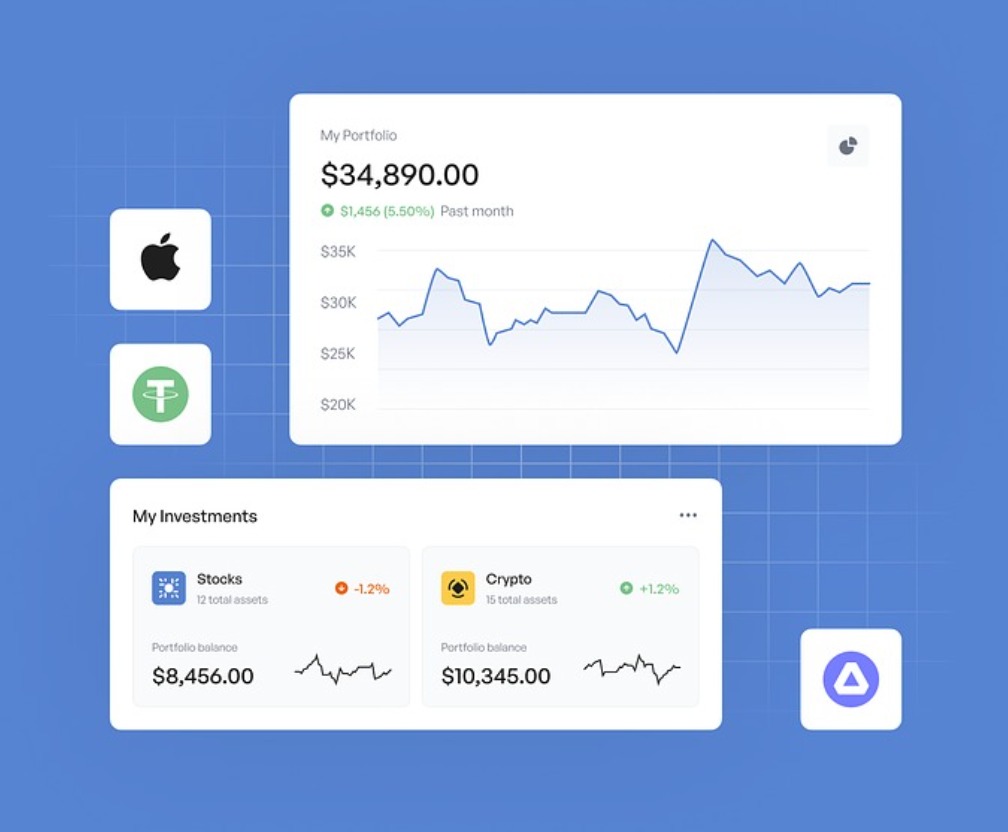 My Portfolio
$34,890.00
$1,456 (5.50%) Past month
$35K
$30K
$25K
$20K
My Investments
Stocks
12 total assets
-1.2%
Portfolio balance
$8,456.00
Crypto
15 total assets
+1.2%
Portfolio balance
$10,345.00